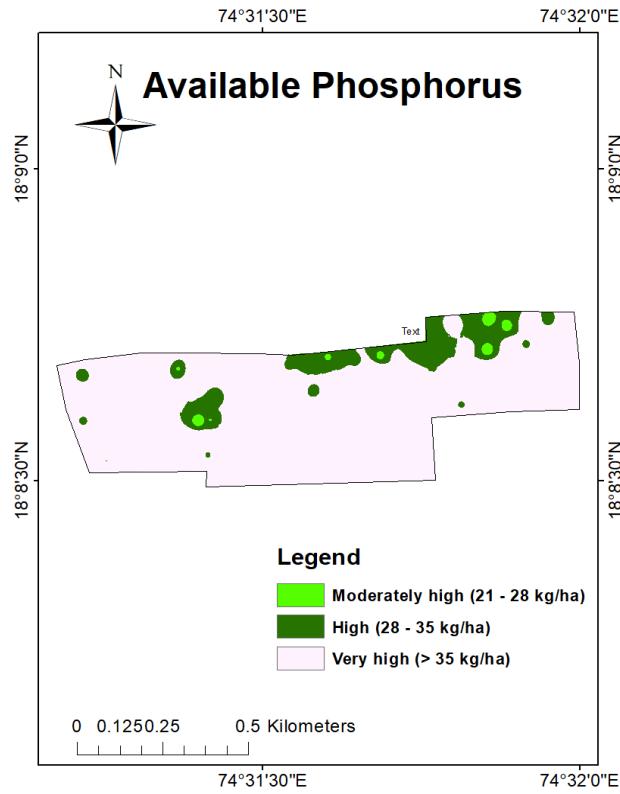 74°31'30"E 74°32'0"E
N
Available Phosphorus
18°9'0"N 18°9'0"N
Text
18°8'30"N 18°8'30"N
Legend
Moderately high (21 - 28 kg/ha)
High (28 - 35 kg/ha)
Very high (> 35 kg/ha)
0 0.125 0.25 0.5 Kilometers
74°31'30"E 74°32'0"E